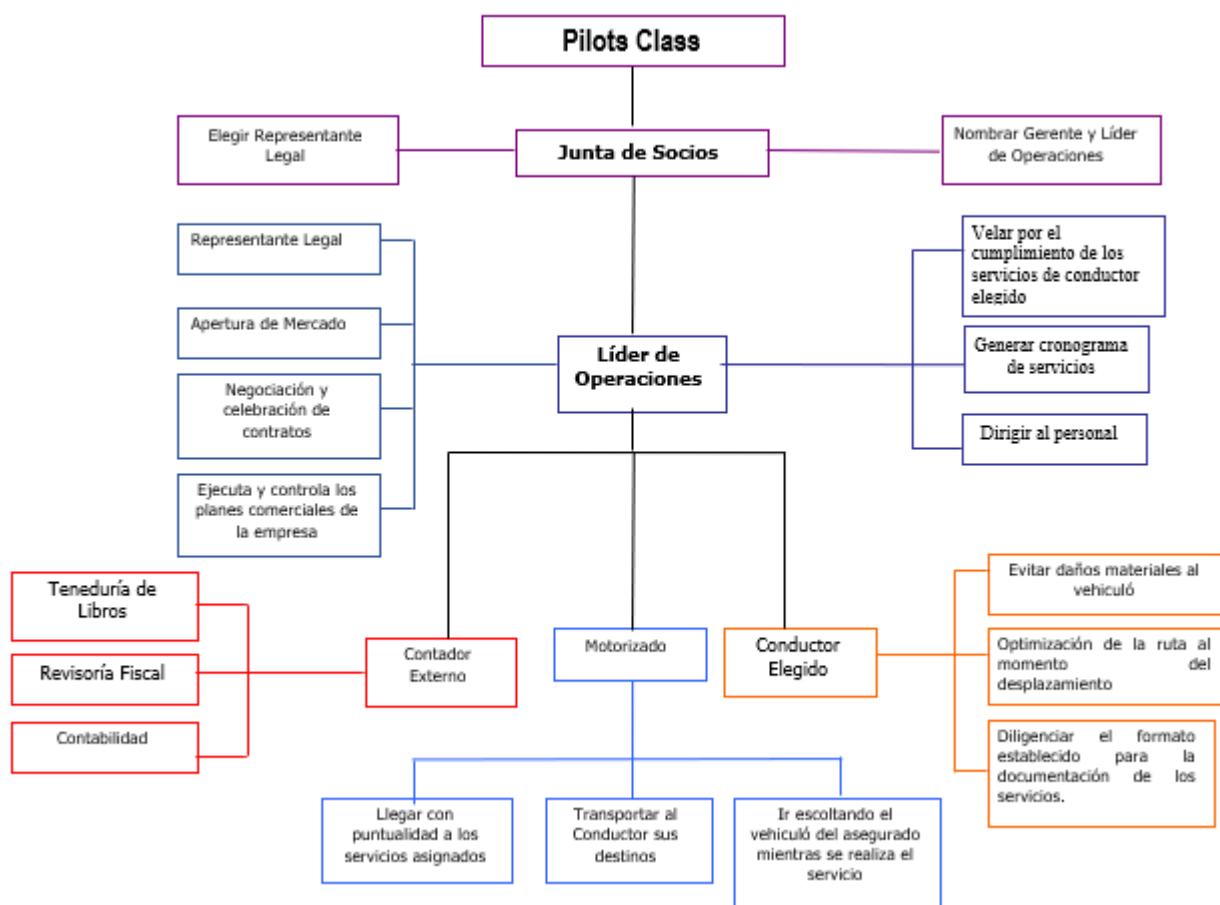 Pilots Class
Elegir Representante
Legal
Junta de Socios
Nombrar Gerente y Líder
de Operaciones
Representante Legal
Apertura de Mercado
Negociación y
celebración de
contratos
Ejecuta y controla los
planes comerciales de
la empresa
Líder de
Operaciones
Velar por el
cumplimiento de los
servicios de conductor
elegido
Generar cronograma
de servicios
Dirigir al personal
Teneduría de
Libros
Revisoría Fiscal
Contabilidad
Contador
Externo
Motorizado
Conductor
Elegido
Evitar daños materiales al
vehiculó
Optimización de la ruta al
momento del
desplazamiento
Diligenciar el formato
establecido para la
documentación de los
servicios.
Llegar con
puntualidad a los
servicios asignados
Transportar al
Conductor sus
destinos
Ir escoltando el
vehiculó del asegurado
mientras se realiza el
servicio